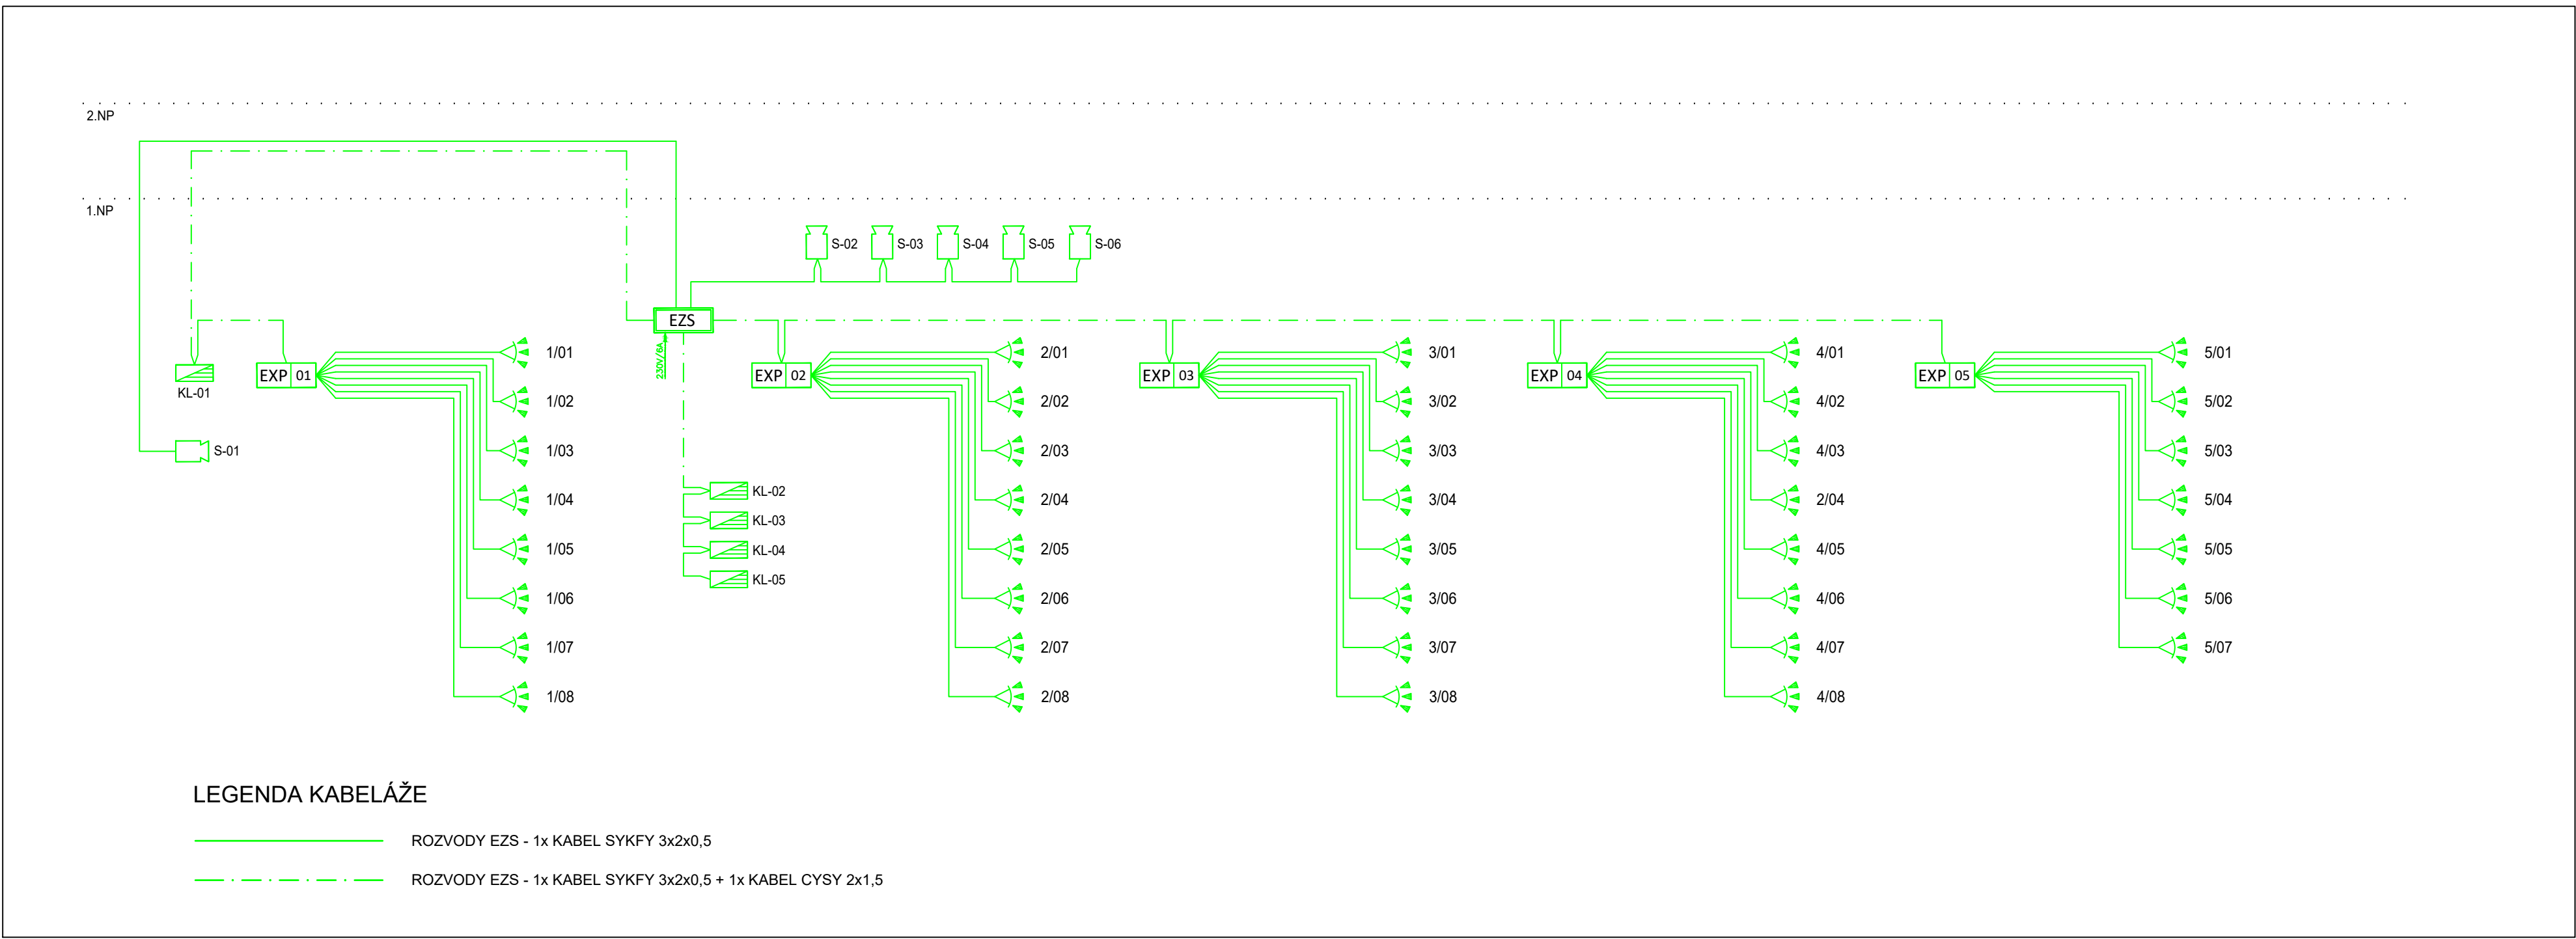 2.NP
1.NP
S-02
S-03
S-04
S-05
S-06
EZS
230V/6A
KL-01
S-01
EXP 01
1/01
1/02
1/03
1/04
1/05
1/06
1/07
1/08
KL-02
KL-03
KL-04
KL-05
EXP 02
2/01
2/02
2/03
2/04
2/05
2/06
2/07
2/08
EXP 03
3/01
3/02
3/03
3/04
3/05
3/06
3/07
3/08
EXP 04
4/01
4/02
4/03
2/04
4/05
4/06
4/07
4/08
EXP 05
5/01
5/02
5/03
5/04
5/05
5/06
5/07
LEGENDA KABELÁŽE
ROZVODY EZS - 1x KABEL SYKFY 3x2x0,5
ROZVODY EZS - 1x KABEL SYKFY 3x2x0,5 + 1x KABEL CYSY 2x1,5